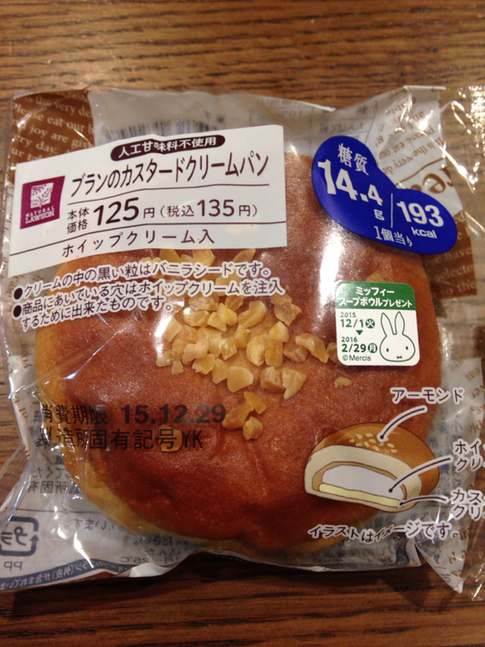 人工甘味料不使用
ブランのカスタードクリームパン
NATURAL
LAWSON
本体
価格 125円(税込135円)
ホイップクリーム入
糖質
14.4
g/193
kcal
1個当り
●クリームの中の黒い粒はバニラシードです。
●商品にあいている穴はホイップクリームを注入
するために出来たものです。
ミッフィー
スープボウルプレゼント
2015
12/1㊋
2016
2/29㊊
©Mercis
消費期限 15.12.29
製造所固有記号YK
アーモンド
ホイ
クリ
カス
クリ
イラストはイメージです。
プラ
PP